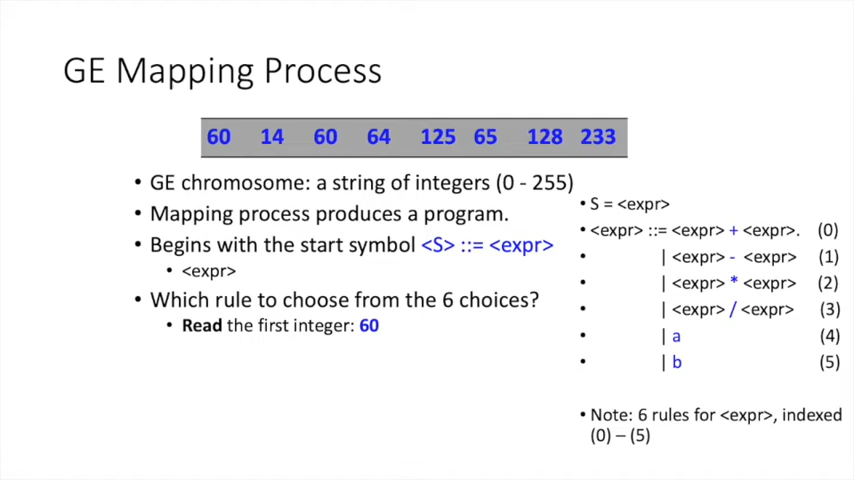 GE Mapping Process
60 14 60 64 125 65 128 233
• GE chromosome: a string of integers (0 - 255)
• Mapping process produces a program.
• Begins with the start symbol <S> ::= <expr>
• <expr>
• Which rule to choose from the 6 choices?
• Read the first integer: 60
• S = <expr>
• <expr> ::= <expr> + <expr>. (0)
• | <expr> - <expr> (1)
• | <expr> * <expr> (2)
• | <expr> / <expr> (3)
• | a (4)
• | b (5)
• Note: 6 rules for <expr>, indexed
(0) – (5)